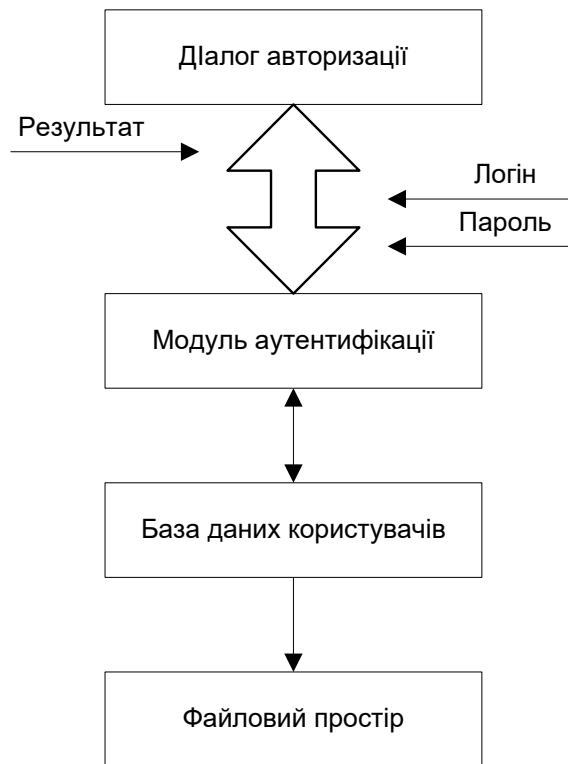 ДІалог авторизації
Результат
Логін
Пароль
Модуль аутентифікації
База даних користувачів
Файловий простір